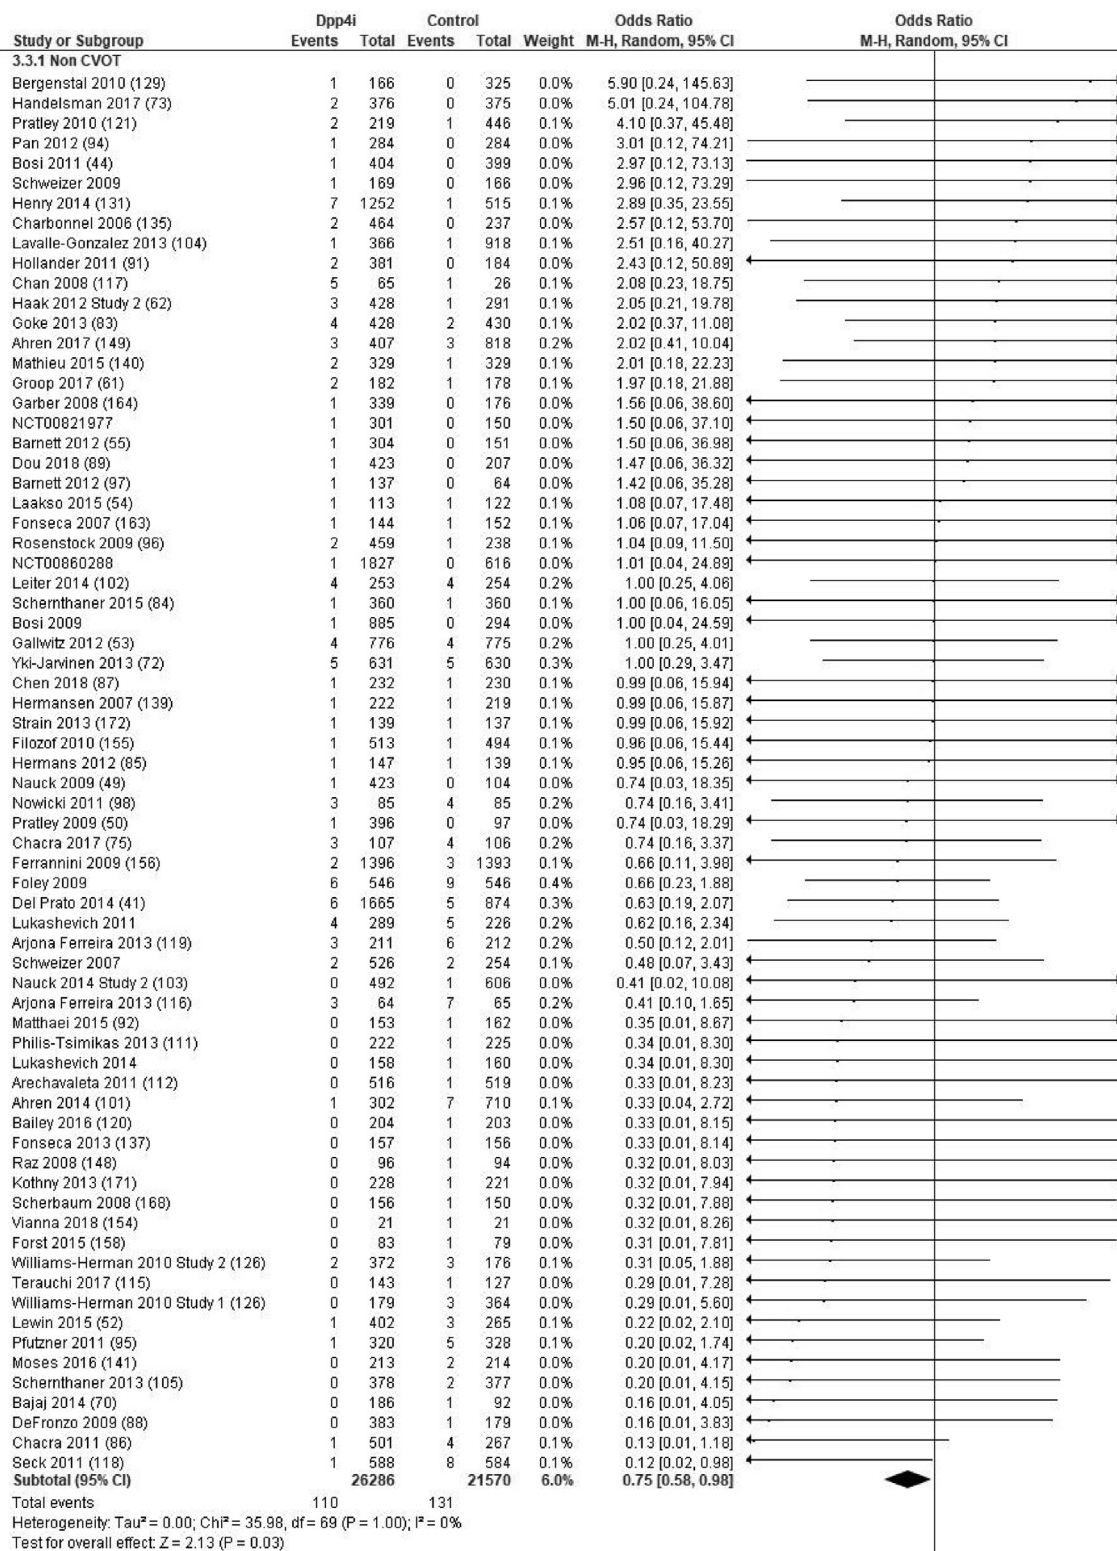 Dpp4i Control Odds Ratio Odds Ratio
Study or Subgroup Events Total Events Total Weight M-H, Random, 95% CI M-H, Random, 95% CI
3.3.1 Non CVOT
Bergenstal 2010 (129) 1 166 0 325 0.0% 5.90 [0.24, 145.63]
Handelsman 2017 (73) 2 376 0 375 0.0% 5.01 [0.24, 104.78]
Pratley 2010 (121) 2 219 1 446 0.1% 4.10 [0.37, 45.48]
Pan 2012 (94) 1 284 0 284 0.0% 3.01 [0.12, 74.21]
Bosi 2011 (44) 1 404 0 399 0.0% 2.97 [0.12, 73.13]
Schweizer 2009 1 169 0 166 0.0% 2.96 [0.12, 73.29]
Henry 2014 (131) 7 1252 1 515 0.1% 2.89 [0.35, 23.55]
Charbonnel 2006 (135) 2 464 0 237 0.0% 2.57 [0.12, 53.70]
Lavalle-Gonzalez 2013 (104) 1 366 1 918 0.1% 2.51 [0.16, 40.27]
Hollander 2011 (91) 2 381 0 184 0.0% 2.43 [0.12, 50.89]
Chan 2008 (117) 5 65 1 26 0.1% 2.08 [0.23, 18.75]
Haak 2012 Study 2 (62) 3 428 1 291 0.1% 2.05 [0.21, 19.78]
Goke 2013 (83) 4 428 2 430 0.1% 2.02 [0.37, 11.08]
Ahren 2017 (149) 3 407 3 818 0.2% 2.02 [0.41, 10.04]
Mathieu 2015 (140) 2 329 1 329 0.1% 2.01 [0.18, 22.23]
Groop 2017 (61) 2 182 1 178 0.1% 1.97 [0.18, 21.88]
Garber 2008 (164) 1 339 0 176 0.0% 1.56 [0.06, 38.60]
NCT00821977 1 301 0 150 0.0% 1.50 [0.06, 37.10]
Barnett 2012 (55) 1 304 0 151 0.0% 1.50 [0.06, 36.98]
Dou 2018 (89) 1 423 0 207 0.0% 1.47 [0.06, 36.32]
Barnett 2012 (97) 1 137 0 64 0.0% 1.42 [0.06, 35.28]
Laakso 2015 (54) 1 113 1 122 0.1% 1.08 [0.07, 17.48]
Fonseca 2007 (163) 1 144 1 152 0.1% 1.06 [0.07, 17.04]
Rosenstock 2009 (96) 2 459 1 238 0.1% 1.04 [0.09, 11.50]
NCT00860288 1 1827 0 616 0.0% 1.01 [0.04, 24.89]
Leiter 2014 (102) 4 253 4 254 0.2% 1.00 [0.25, 4.06]
Schernthaner 2015 (84) 1 360 1 360 0.1% 1.00 [0.06, 16.05]
Bosi 2009 1 885 0 294 0.0% 1.00 [0.04, 24.59]
Gallwitz 2012 (53) 4 776 4 775 0.2% 1.00 [0.25, 4.01]
Yki-Jarvinen 2013 (72) 5 631 5 630 0.3% 1.00 [0.29, 3.47]
Chen 2018 (87) 1 232 1 230 0.1% 0.99 [0.06, 15.94]
Hermansen 2007 (139) 1 222 1 219 0.1% 0.99 [0.06, 15.87]
Strain 2013 (172) 1 139 1 137 0.1% 0.99 [0.06, 15.92]
Filozof 2010 (155) 1 513 1 494 0.1% 0.96 [0.06, 15.44]
Hermans 2012 (85) 1 147 1 139 0.1% 0.95 [0.06, 15.26]
Nauck 2009 (49) 1 423 0 104 0.0% 0.74 [0.03, 18.35]
Nowicki 2011 (98) 3 85 4 85 0.2% 0.74 [0.16, 3.41]
Pratley 2009 (50) 1 396 0 97 0.0% 0.74 [0.03, 18.29]
Chacra 2017 (75) 3 107 4 106 0.2% 0.74 [0.16, 3.37]
Ferrannini 2009 (156) 2 1396 3 1393 0.1% 0.66 [0.11, 3.98]
Foley 2009 6 546 9 546 0.4% 0.66 [0.23, 1.88]
Del Prato 2014 (41) 6 1665 5 874 0.3% 0.63 [0.19, 2.07]
Lukashevich 2011 4 289 5 226 0.2% 0.62 [0.16, 2.34]
Arjona Ferreira 2013 (119) 3 211 6 212 0.2% 0.50 [0.12, 2.01]
Schweizer 2007 2 526 2 254 0.1% 0.48 [0.07, 3.43]
Nauck 2014 Study 2 (103) 0 492 1 606 0.0% 0.41 [0.02, 10.08]
Arjona Ferreira 2013 (116) 3 64 7 65 0.2% 0.41 [0.10, 1.65]
Matthaei 2015 (92) 0 153 1 162 0.0% 0.35 [0.01, 8.67]
Philis-Tsimikas 2013 (111) 0 222 1 225 0.0% 0.34 [0.01, 8.30]
Lukashevich 2014 0 158 1 160 0.0% 0.34 [0.01, 8.30]
Arechavaleta 2011 (112) 0 516 1 519 0.0% 0.33 [0.01, 8.23]
Ahren 2014 (101) 1 302 7 710 0.1% 0.33 [0.04, 2.72]
Bailey 2016 (120) 0 204 1 203 0.0% 0.33 [0.01, 8.15]
Fonseca 2013 (137) 0 157 1 156 0.0% 0.33 [0.01, 8.14]
Raz 2008 (148) 0 96 1 94 0.0% 0.32 [0.01, 8.03]
Kothny 2013 (171) 0 228 1 221 0.0% 0.32 [0.01, 7.94]
Scherbaum 2008 (168) 0 156 1 150 0.0% 0.32 [0.01, 7.88]
Vianna 2018 (154) 0 21 1 21 0.0% 0.32 [0.01, 8.26]
Forst 2015 (158) 0 83 1 79 0.0% 0.31 [0.01, 7.81]
Williams-Herman 2010 Study 2 (126) 2 372 3 176 0.1% 0.31 [0.05, 1.88]
Terauchi 2017 (115) 0 143 1 127 0.0% 0.29 [0.01, 7.28]
Williams-Herman 2010 Study 1 (126) 0 179 3 364 0.0% 0.29 [0.01, 5.60]
Lewin 2015 (52) 1 402 3 265 0.1% 0.22 [0.02, 2.10]
Pfutzner 2011 (95) 1 320 5 328 0.1% 0.20 [0.02, 1.74]
Moses 2016 (141) 0 213 2 214 0.0% 0.20 [0.01, 4.17]
Schernthaner 2013 (105) 0 378 2 377 0.0% 0.20 [0.01, 4.15]
Bajaj 2014 (70) 0 186 1 92 0.0% 0.16 [0.01, 4.05]
DeFronzo 2009 (88) 0 383 1 179 0.0% 0.16 [0.01, 3.83]
Chacra 2011 (86) 1 501 4 267 0.1% 0.13 [0.01, 1.18]
Seck 2011 (118) 1 588 8 584 0.1% 0.12 [0.02, 0.98]
Subtotal (95% CI) 26286 21570 6.0% 0.75 [0.58, 0.98]
Total events 110 131
Heterogeneity: Tau² = 0.00; Chi² = 35.98, df = 69 (P = 1.00); I² = 0%
Test for overall effect: Z = 2.13 (P = 0.03)